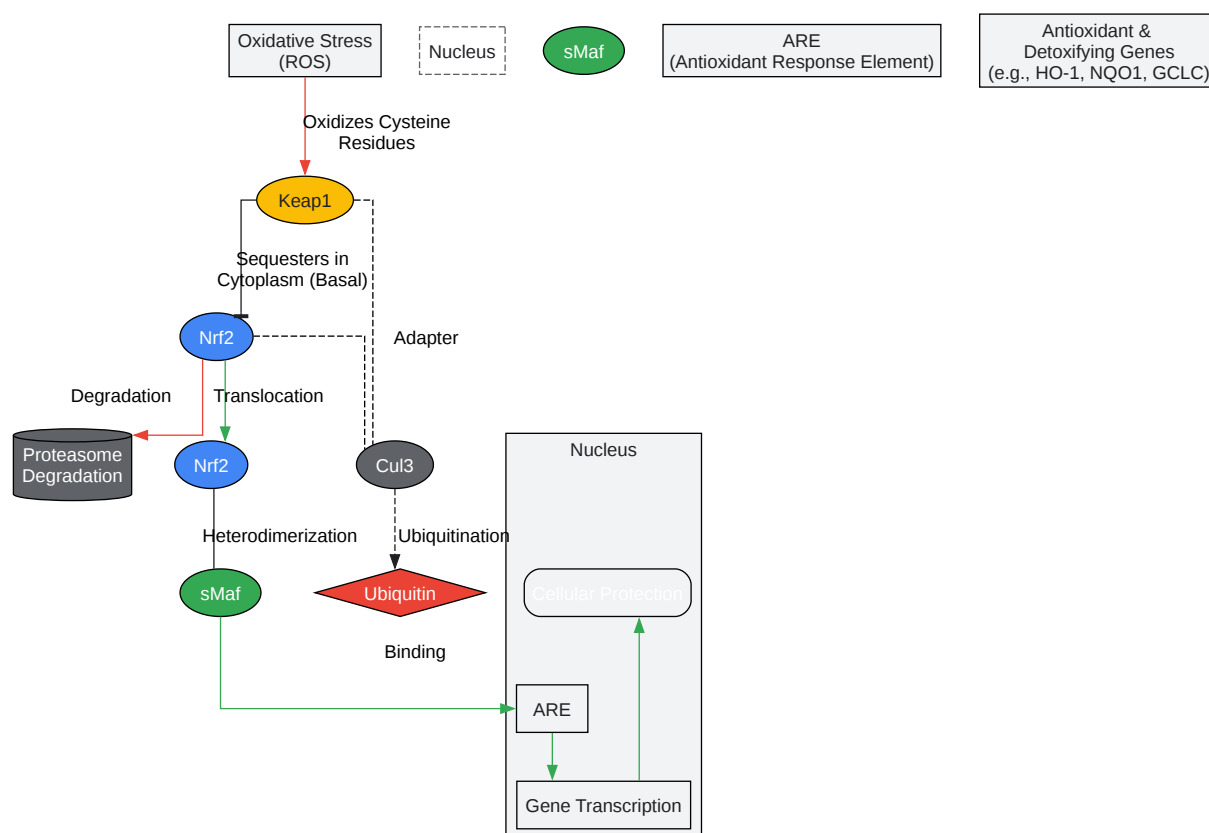 Oxidative Stress
(ROS)
Nucleus
sMaf
ARE
(Antioxidant Response Element)
Antioxidant &
Detoxifying Genes
(e.g., HO-1, NQO1, GCLC)
Oxidizes Cysteine
Residues
Keap1
Sequesters in
Cytoplasm (Basal)
Nrf2
Adapter
Degradation
Translocation
Proteasome
Degradation
Nrf2
Cul3
Nucleus
Heterodimerization
Ubiquitination
sMaf
Ubiquitin
Cellular Protection
Binding
ARE
Gene Transcription